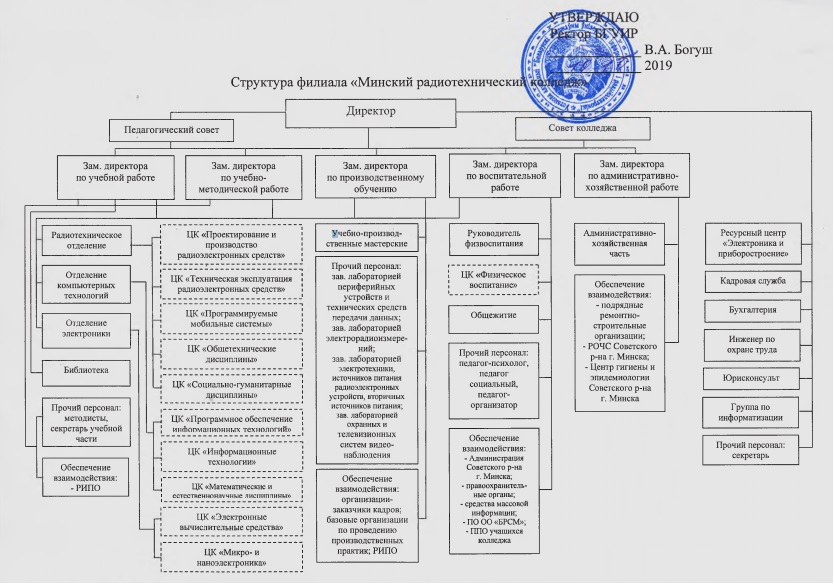 УТВЕРЖДАЮ
Ректор БГУИР
В.А. Богуш
2019
Структура филиала «Минский радиотехнический колледж»
Директор
Педагогический совет
Совет колледжа
Зам. директора
по учебной работе
Зам. директора
по учебно-
методической работе
Зам. директора
по производственному
обучению
Зам. директора
по воспитательной
работе
Зам. директора
по административно-
хозяйственной работе
Радиотехническое
отделение
Отделение
компьютерных
технологий
Отделение
электроники
Библиотека
Прочий персонал:
методисты,
секретарь учебной
части
Обеспечение
взаимодействия:
- РИПО
ЦК «Проектирование и
производство
радиоэлектронных средств»
ЦК «Техническая эксплуатация
радиоэлектронных средств»
ЦК «Программируемые
мобильные системы»
ЦК «Общетехнические
дисциплины»
ЦК «Социально-гуманитарные
дисциплины»
ЦК «Программное обеспечение
информационных технологий»
ЦК «Информационные
технологии»
ЦК «Математические и
естественнонаучные дисциплины»
ЦК «Электронные
вычислительные средства»
ЦК «Микро- и
наноэлектроника»
Учебно-производ-
ственные мастерские
Прочий персонал:
зав. лабораторией
периферийных
устройств и
технических средств
передачи данных;
зав. лабораторией
электрорадиоизмере-
ний;
зав. лабораторией
электротехники,
источников питания
радиоэлектронных
устройств, вторичных
источников питания;
зав. лабораторией
охранных и
телевизионных
систем видео-
наблюдения
Обеспечение
взаимодействия:
организации-
заказчики кадров;
базовые организации
по проведению
производственных
практик; РИПО
Руководитель
физвоспитания
ЦК «Физическое
воспитание»
Общежитие
Прочий персонал:
педагог-психолог,
педагог
социальный,
педагог-
организатор
Обеспечение
взаимодействия:
- Администрация
Советского р-на
г. Минска;
- правоохранитель-
ные органы;
- средства массовой
информации;
- ПО ОО «БРСМ»;
- ППО учащихся
колледжа
Административно-
хозяйственная
часть
Обеспечение
взаимодействия:
- подрядные
ремонтно-
строительные
организации;
- РОЧС Советского
р-на г. Минска;
- Центр гигиены и
эпидемиологии
Советского р-на
г. Минска
Ресурсный центр
«Электроника и
приборостроение»
Кадровая служба
Бухгалтерия
Инженер по
охране труда
Юрисконсульт
Группа по
информатизации
Прочий персонал:
секретарь